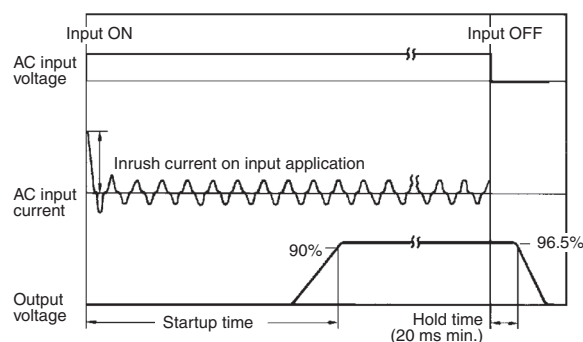 Input ON
Input OFF
AC input
voltage
Inrush current on input application
AC input
current
90%
96.5%
Output
voltage
Startup time
Hold time
(20 ms min.)